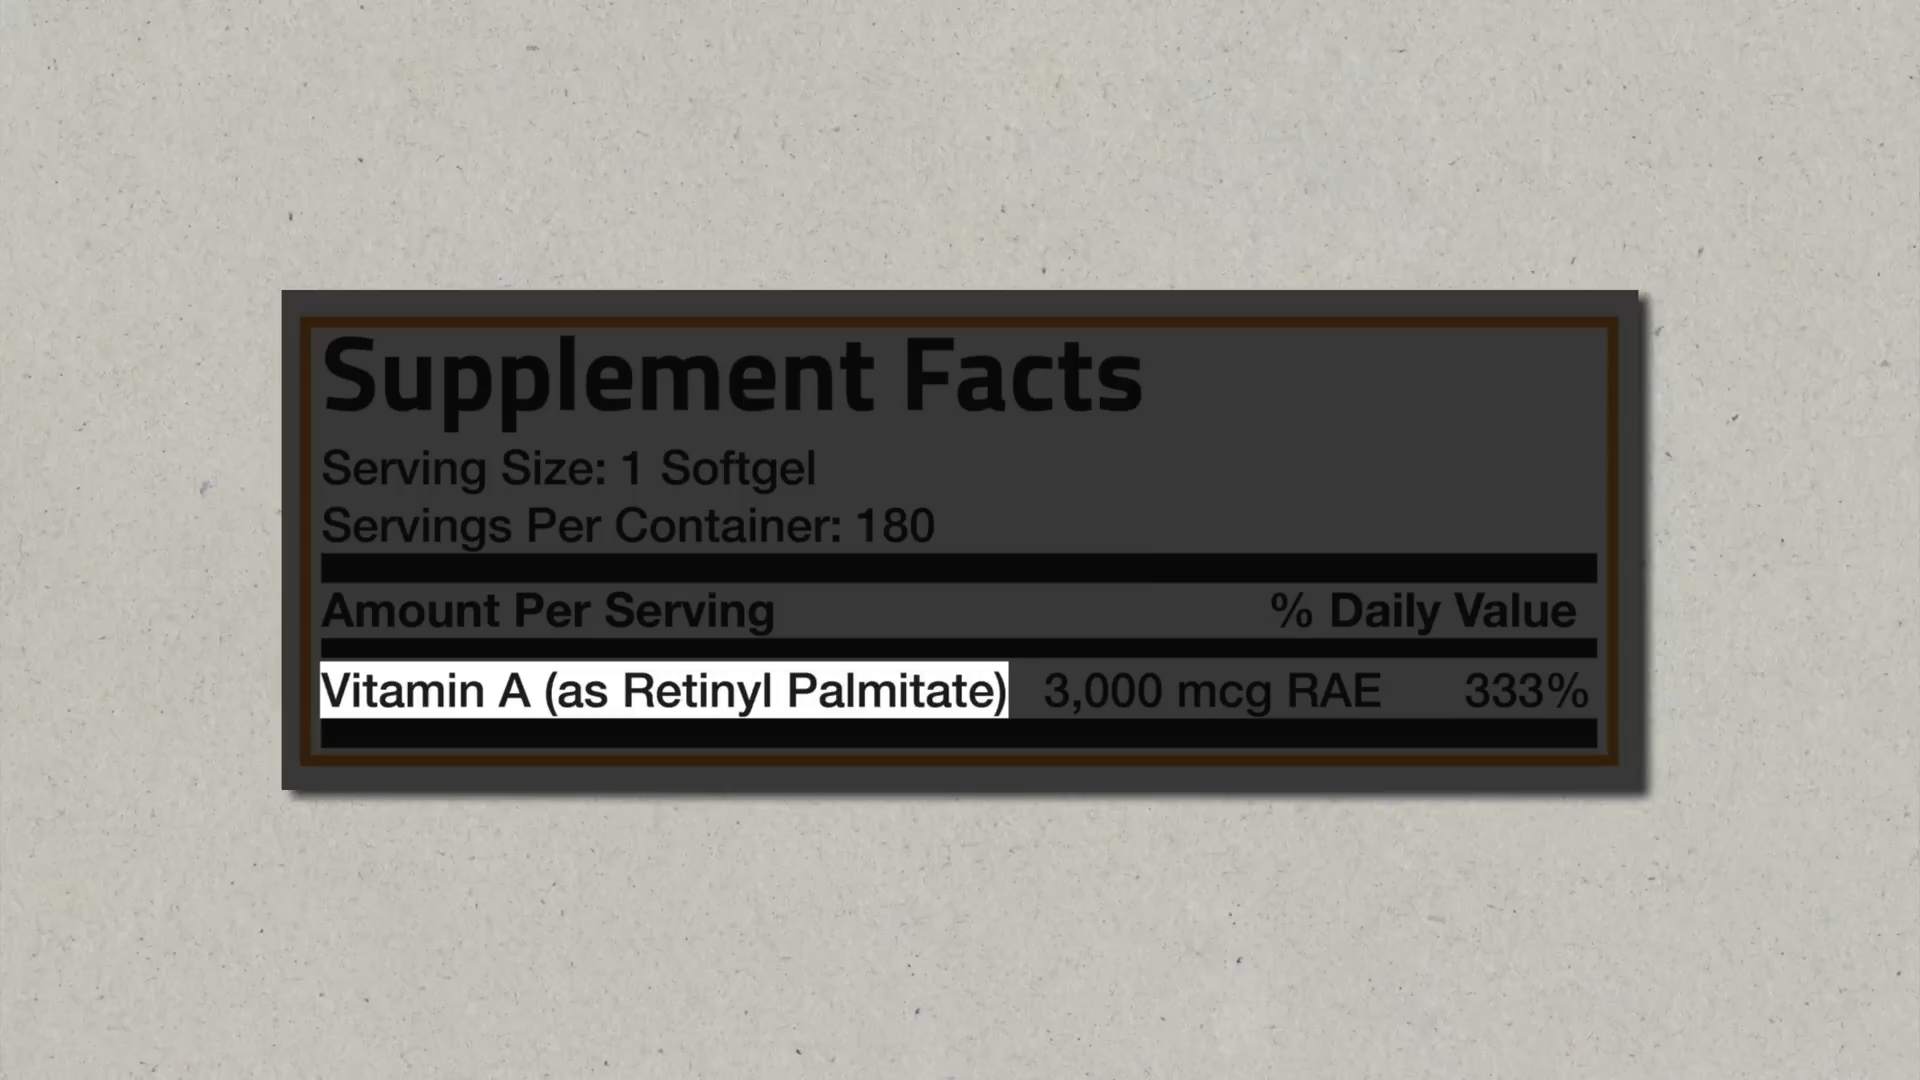 Supplement Facts
Serving Size: 1 Softgel
Servings Per Container: 180
Amount Per Serving % Daily Value
Vitamin A (as Retinyl Palmitate) 3,000 mcg RAE 333%